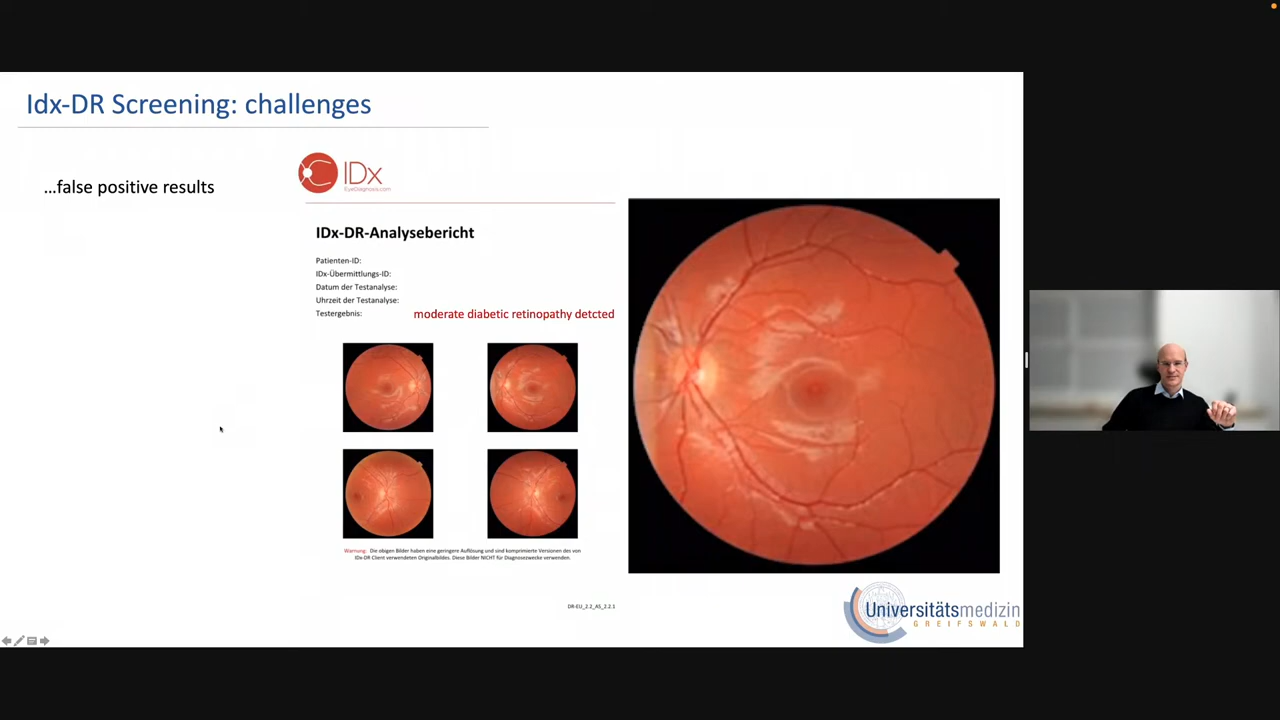 Idx-DR Screening: challenges
...false positive results
IDx
EyeDiagnosis.com
IDx-DR-Analysebericht
Patienten-ID:
IDx-Übermittlungs-ID:
Datum der Testanalyse:
Uhrzeit der Testanalyse:
Testergebnis: moderate diabetic retinopathy detcted
Warnung: Die obigen Bilder haben eine geringere Auflösung und sind komprimierte Versionen des von
IDx-DR Client verwendeten Originalbildes. Diese Bilder NICHT für Diagnosezwecke verwenden.
DR-EU_2.2_AS_2.2.1
Universitätsmedizin
GREIFSWALD